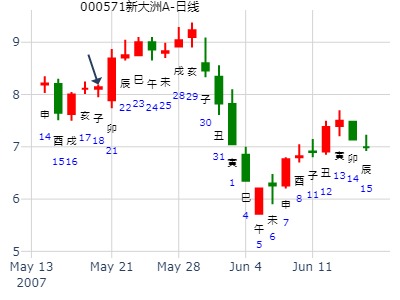 000571新大洲A-日线
9
8
7
6
5
申
14
酉
15
戌
16
亥
17
子
18
卯
21
辰
22
巳
23
午
24
未
25
戌
28
亥
29
子
30
丑
31
寅
1
巳
4
午
5
未
6
申
7
酉
8
子
11
丑
12
寅
13
卯
14
辰
15
May 13
2007
May 21
May 28
Jun 4
Jun 11